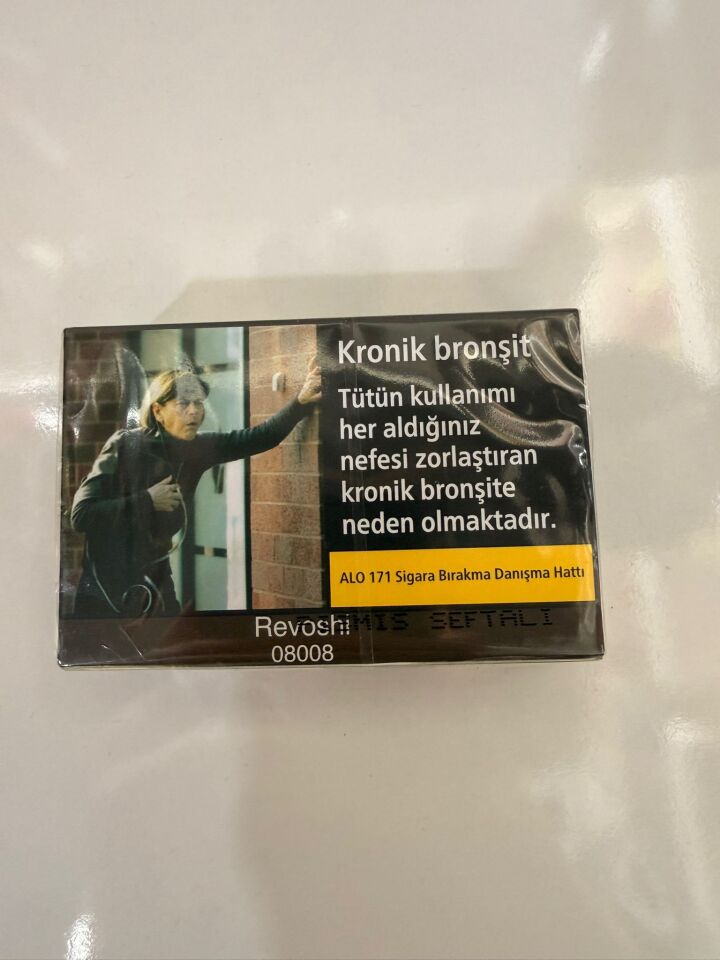 Kronik bronşit
Tütün kullanımı
her aldığınız
nefesi zorlaştıran
kronik bronşite
neden olmaktadır.
ALO 171 Sigara Bırakma Danışma Hattı
Revoshi
SEFTALI
08008